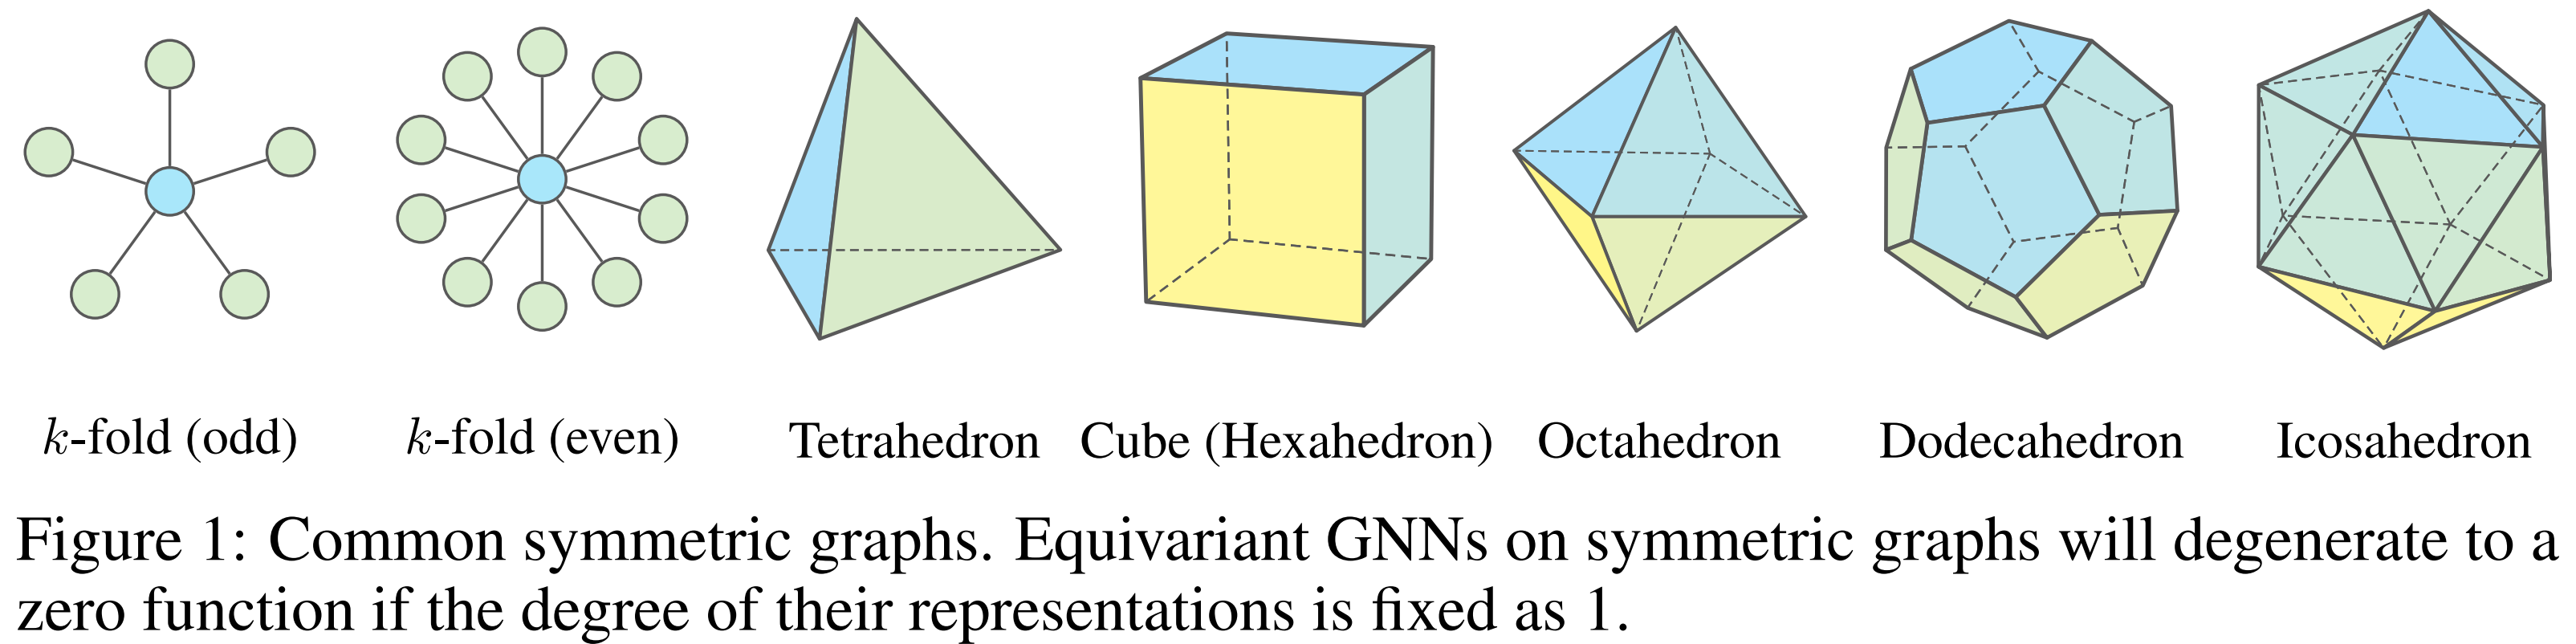 k-fold (odd) k-fold (even) Tetrahedron Cube (Hexahedron) Octahedron Dodecahedron Icosahedron
Figure 1: Common symmetric graphs. Equivariant GNNs on symmetric graphs will degenerate to a
zero function if the degree of their representations is fixed as 1.